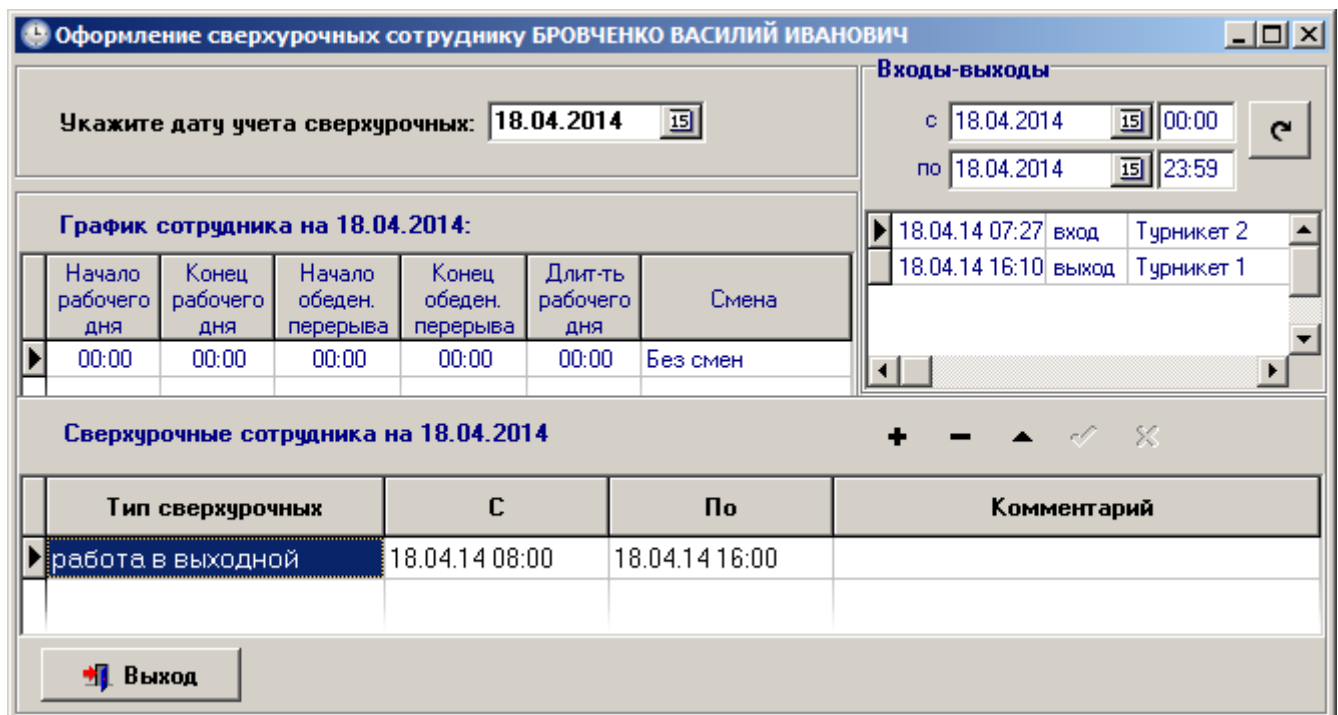 Оформление сверхурочных сотруднику БРОВЧЕНКО ВАСИЛИЙ ИВАНОВИЧ
Укажите дату учета сверхурочных: 18.04.2014 15
Входы-выходы
с 18.04.2014 15 00:00
по 18.04.2014 15 23:59
18.04.14 07:27 вход Турникет 2
18.04.14 16:10 выход Турникет 1
График сотрудника на 18.04.2014:
Начало Конец Начало Конец Длит-ть
рабочего рабочего обеден. обеден. рабочего Смена
дня дня перерыва перерыва дня
00:00 00:00 00:00 00:00 00:00 Без смен
Сверхурочные сотрудника на 18.04.2014
Тип сверхурочных С По Комментарий
работа в выходной 18.04.14 08:00 18.04.14 16:00
Выход